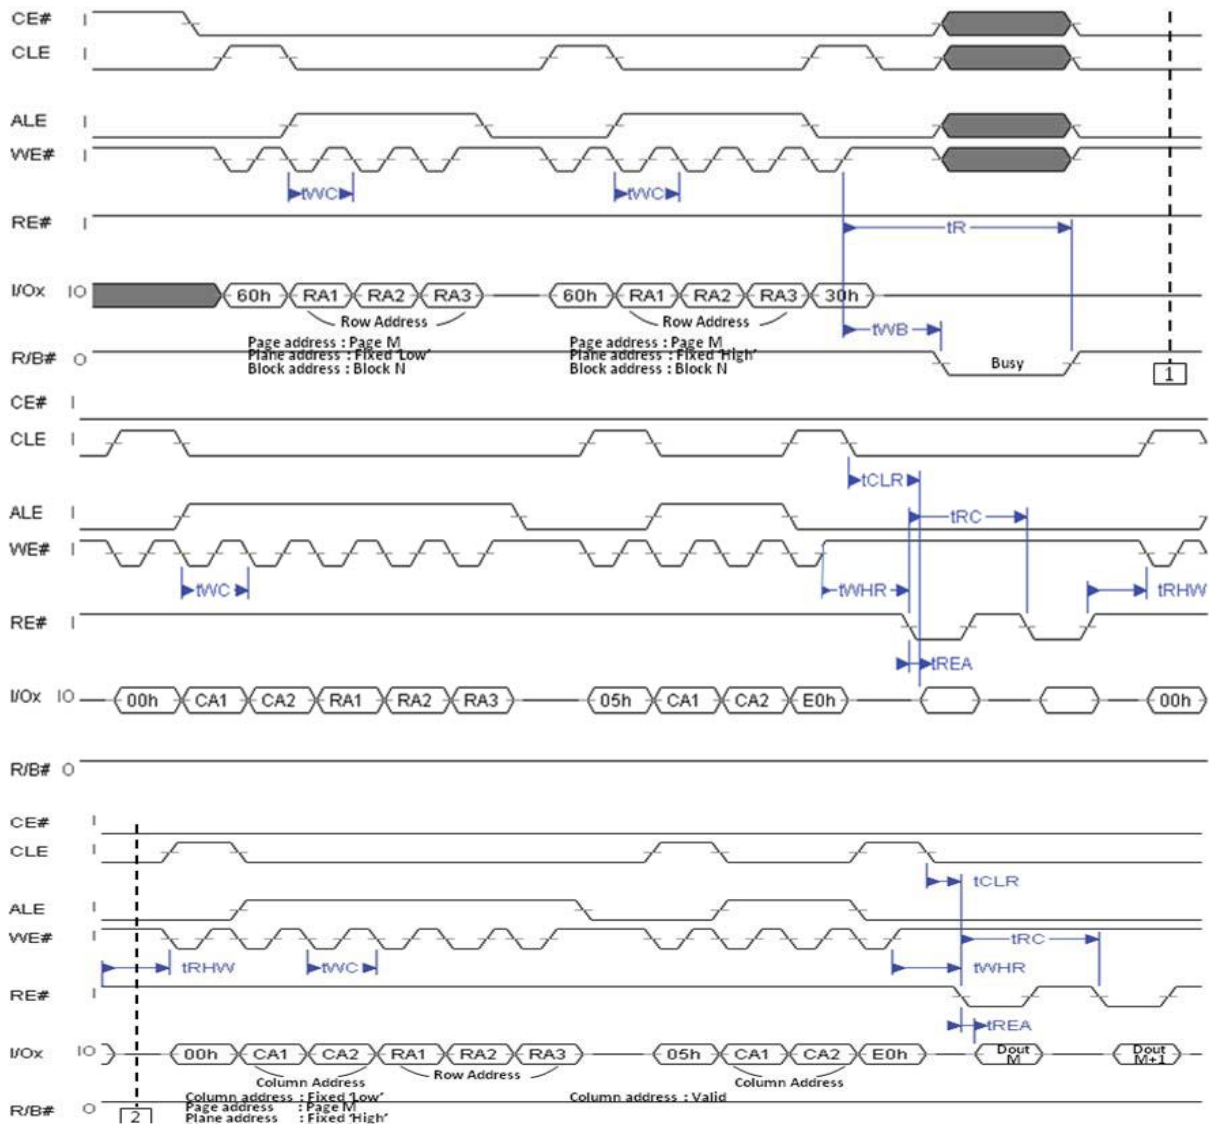 CE# I
CLE I
ALE I
WE# I
tWC tWC
RE# I
tR
I/Ox IO 60h RA1 RA2 RA3 60h RA1 RA2 RA3 30h
Row Address Row Address
tWB
Page address : Page M Page address : Page M
Plane address : Fixed 'Low' Plane address : Fixed 'High'
Block address : Block N Block address : Block N
R/B# O Busy
1
CE# I
CLE I
tCLR
ALE I tRC
WE# I
tWC tWHR tRHW
RE# I
tREA
I/Ox IO 00h CA1 CA2 RA1 RA2 RA3 05h CA1 CA2 E0h 00h
R/B# O
CE# I
CLE I
tCLR
ALE I
WE# I tRC
tRHW tWC tWHR
RE# I
tREA
I/Ox IO 00h CA1 CA2 RA1 RA2 RA3 05h CA1 CA2 E0h Dout M Dout M+1
Column Address Row Address Column Address
Column address : Fixed 'Low' Column address : Valid
Page address : Page M
Plane address : Fixed 'High'
R/B# O
2